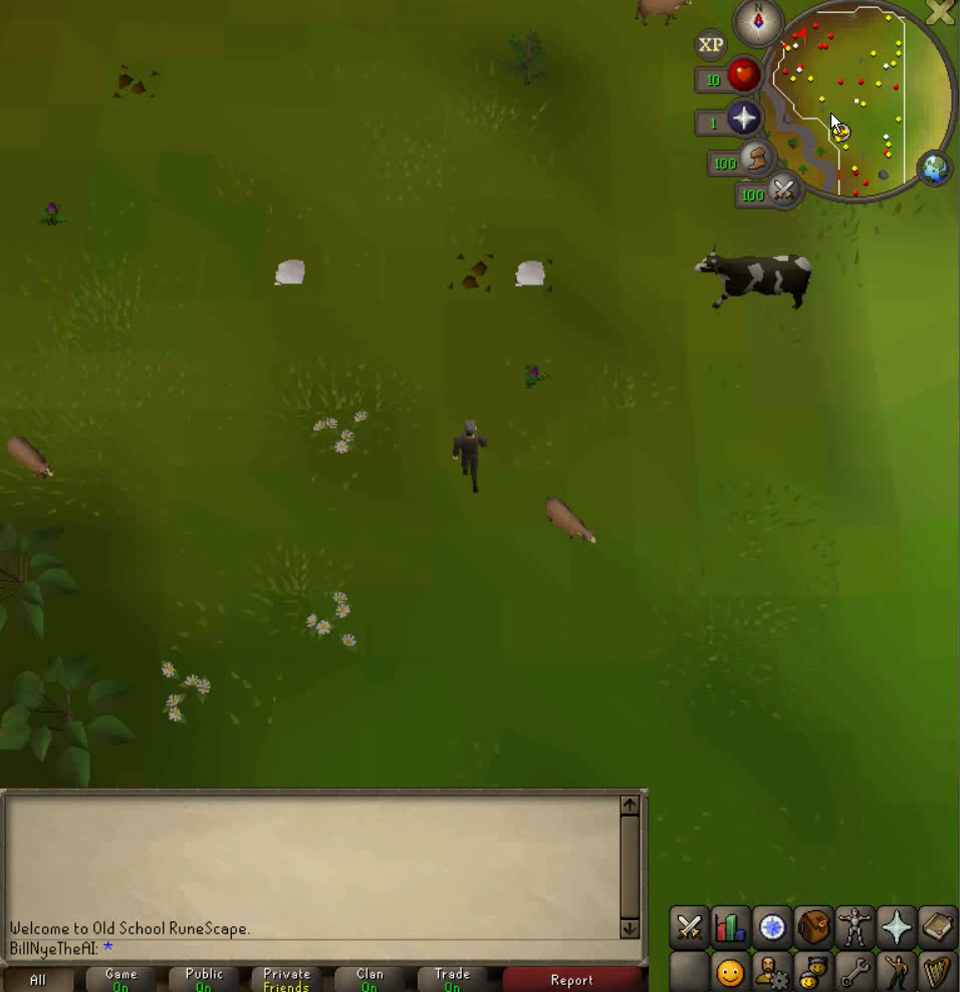 N
XP
10
1
100
100
Welcome to Old School RuneScape.
BillNyeTheAI: *
All
Game
On
Public
On
Private
Friends
Clan
On
Trade
On
Report